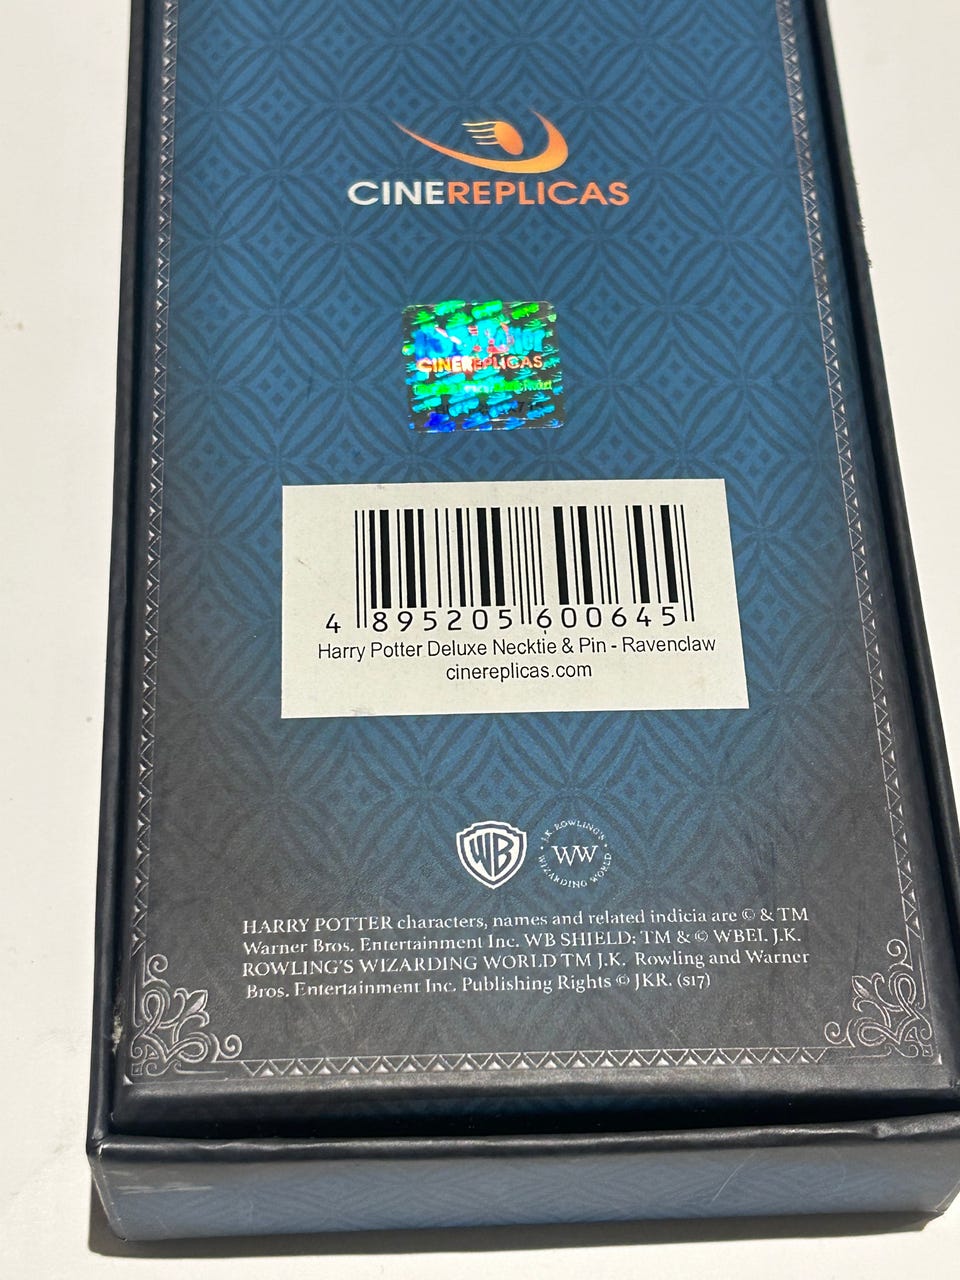 CINEREPLICAS
CINEREPLICAS
4 895205 600645
Harry Potter Deluxe Necktie & Pin - Ravenclaw
cinereplicas.com
WB
J.K. ROWLING'S
WW
WIZARDING WORLD
HARRY POTTER characters, names and related indicia are © & TM
Warner Bros. Entertainment Inc. WB SHIELD: TM & © WBEI. J.K.
ROWLING'S WIZARDING WORLD TM J.K. Rowling and Warner
Bros. Entertainment Inc. Publishing Rights © JKR. (s17)